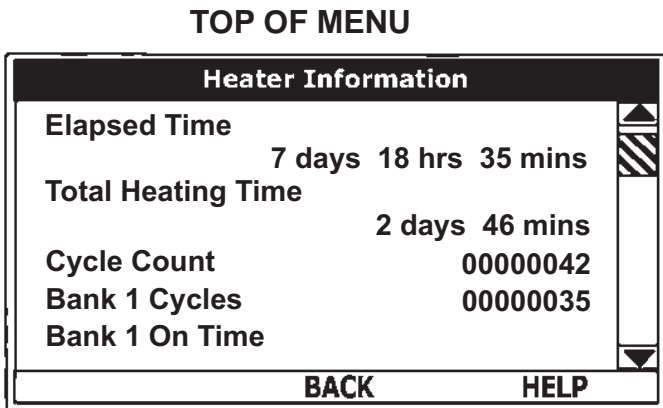 TOP OF MENU
Heater Information
Elapsed Time
7 days 18 hrs 35 mins
Total Heating Time
2 days 46 mins
Cycle Count 00000042
Bank 1 Cycles 00000035
Bank 1 On Time
BACK HELP